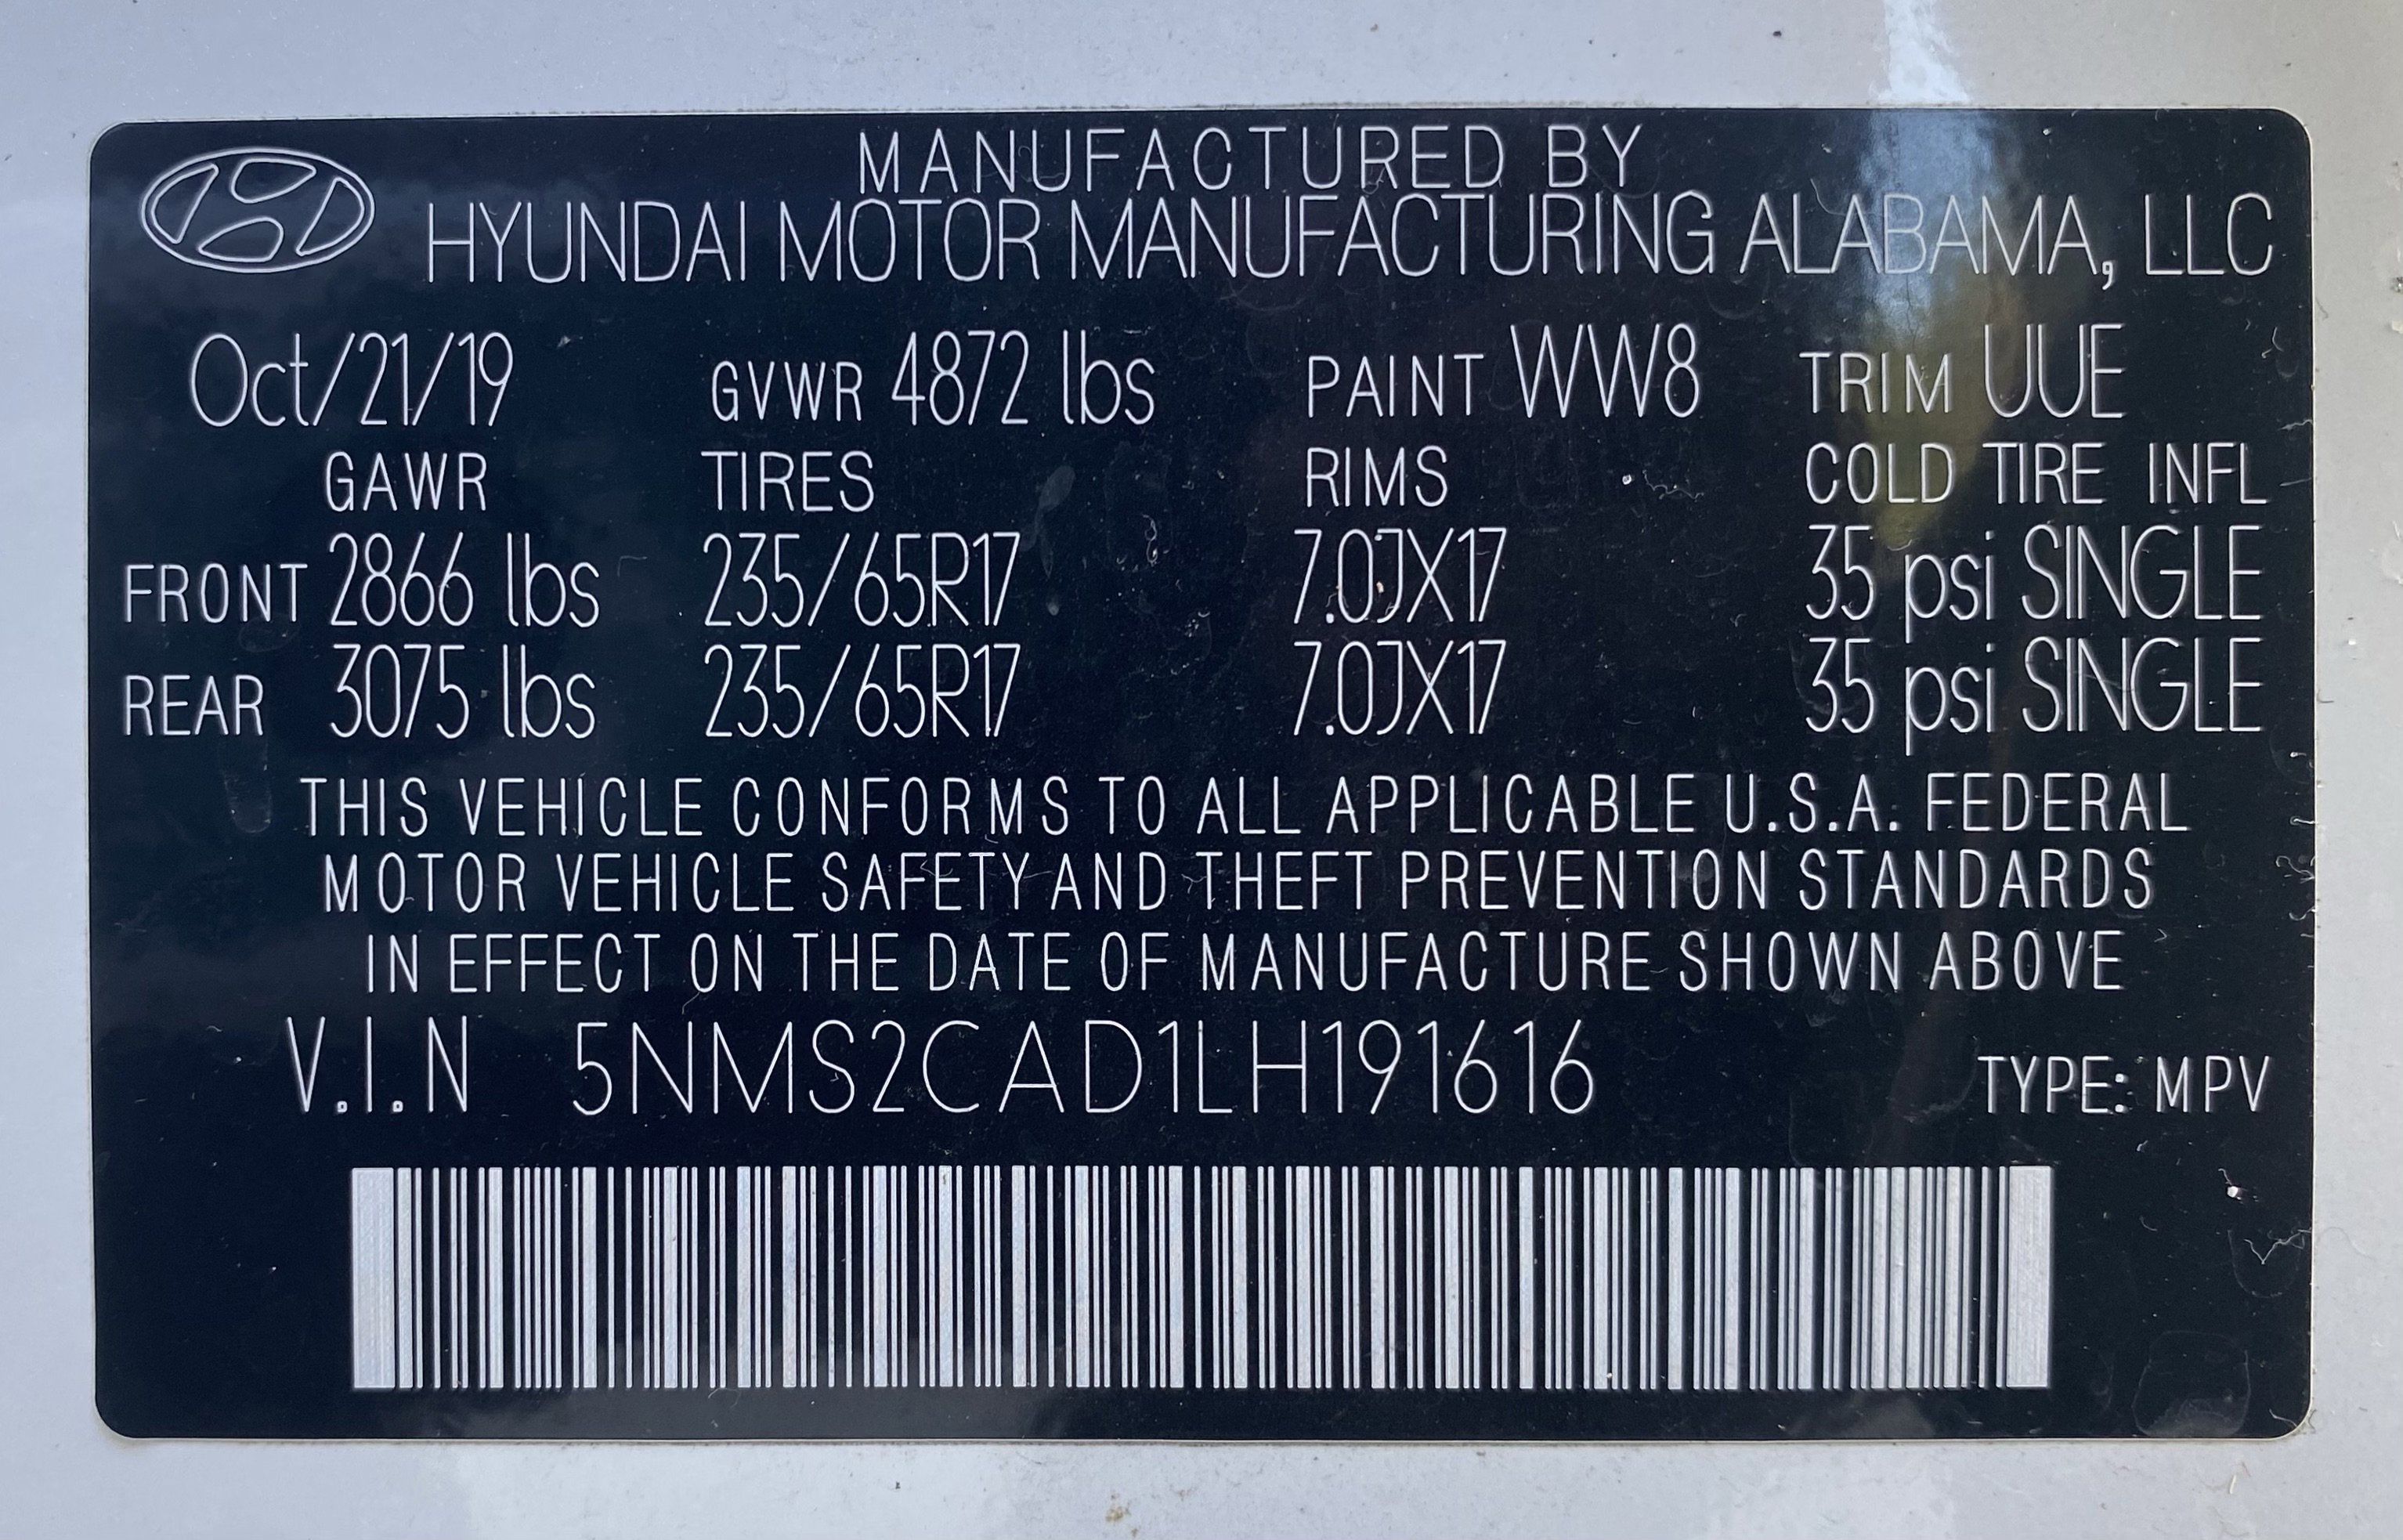 MANUFACTURED BY
HYUNDAI MOTOR MANUFACTURING ALABAMA, LLC
Oct/21/19 GVWR 4872 lbs PAINT WW8 TRIM UUE
GAWR TIRES RIMS COLD TIRE INFL
FRONT 2866 lbs 235/65R17 7.0JX17 35 psi SINGLE
REAR 3075 lbs 235/65R17 7.0JX17 35 psi SINGLE
THIS VEHICLE CONFORMS TO ALL APPLICABLE U.S.A. FEDERAL
MOTOR VEHICLE SAFETY AND THEFT PREVENTION STANDARDS
IN EFFECT ON THE DATE OF MANUFACTURE SHOWN ABOVE
V.I.N 5NMS2CAD1LH191616 TYPE: MPV